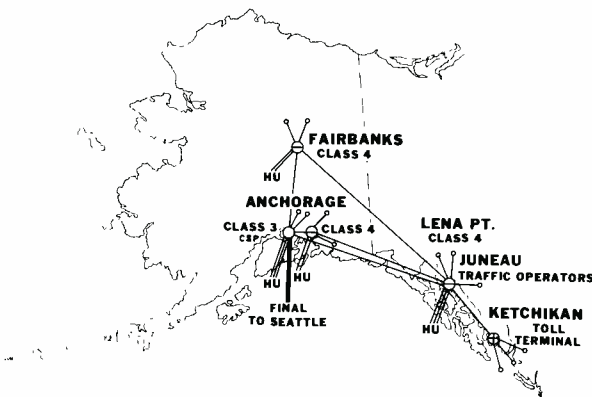 FAIRBANKS
CLASS 4
HU
ANCHORAGE
CLASS 3
CSP
CLASS 4
LENA PT.
CLASS 4
JUNEAU
TRAFFIC OPERATORS
HU
HU
FINAL
TO SEATTLE
HU
KETCHIKAN
TOLL
TERMINAL